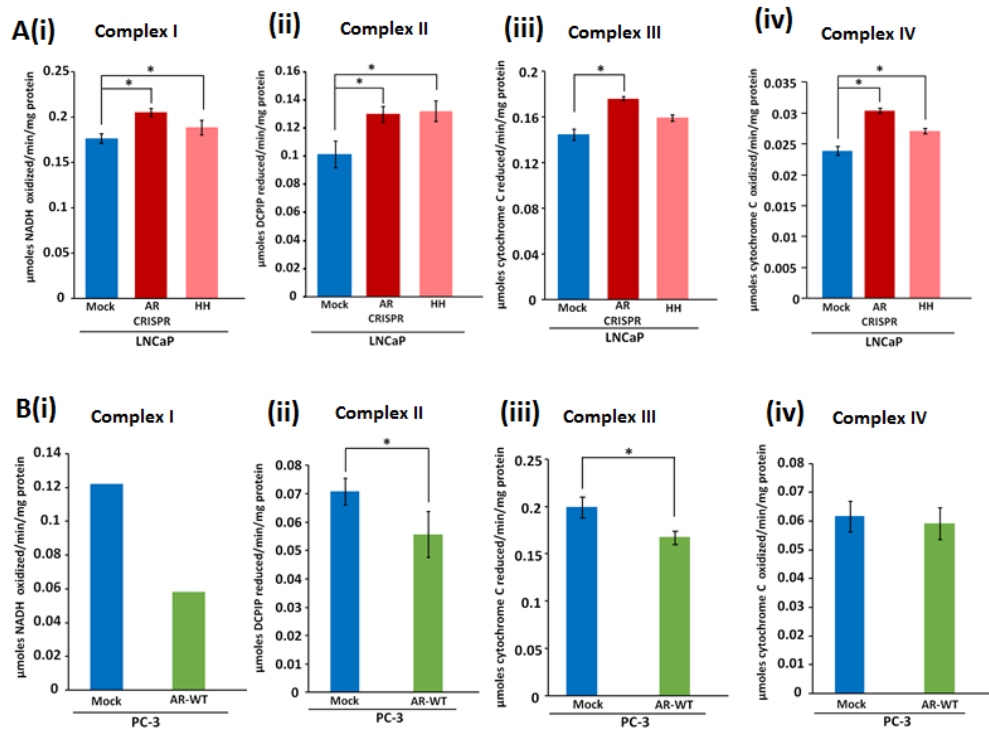 A(i)
Complex I
µmoles NADH oxidized/min/mg protein
0.25
0.2
0.15
0.1
0.05
0
*
*
Mock AR HH
CRISPR
LNCaP
(ii)
Complex II
µmoles DCPIP reduced/min/mg protein
0.16
0.14
0.12
0.1
0.08
0.06
0.04
0.02
0
*
*
Mock AR HH
CRISPR
LNCaP
(iii)
Complex III
µmoles cytochrome C reduced/min/mg protein
0.2
0.16
0.12
0.08
0.04
0
*
Mock AR HH
CRISPR
LNCaP
(iv)
Complex IV
µmoles cytochrome C oxidized/min/mg protein
0.035
0.03
0.025
0.02
0.015
0.01
0.005
0
*
*
Mock AR HH
CRISPR
LNCaP
B(i)
Complex I
µmoles NADH oxidized/min/mg protein
0.14
0.12
0.1
0.08
0.06
0.04
0.02
0
Mock AR-WT
PC-3
(ii)
Complex II
µmoles DCPIP reduced/min/mg protein
0.08
0.07
0.06
0.05
0.04
0.03
0.02
0.01
0
*
Mock AR-WT
PC-3
(iii)
Complex III
µmoles cytochrome C reduced/min/mg protein
0.25
0.2
0.15
0.1
0.05
0
*
Mock AR-WT
PC-3
(iv)
Complex IV
µmoles cytochrome C oxidized/min/mg protein
0.08
0.07
0.06
0.05
0.04
0.03
0.02
0.01
0
Mock AR-WT
PC-3